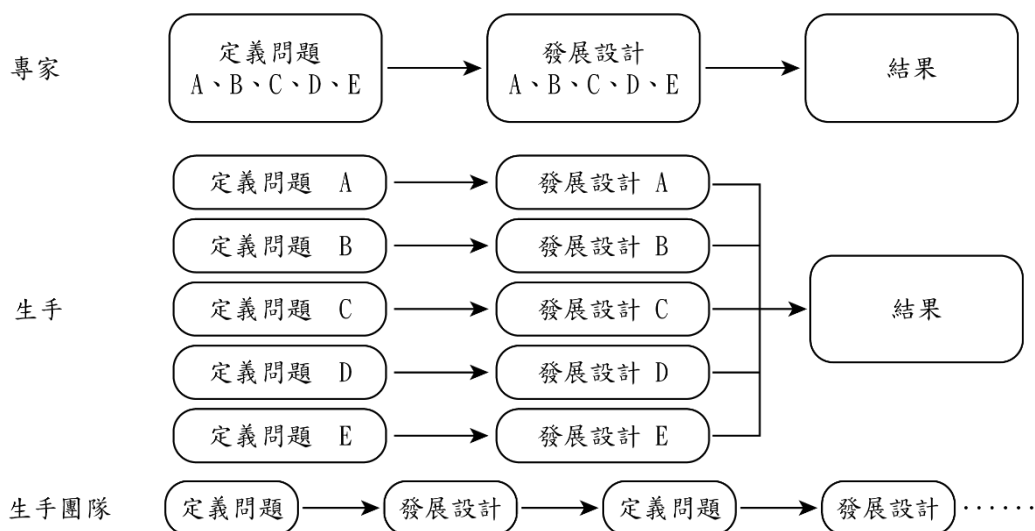 專家
定義問題
A、B、C、D、E
發展設計
A、B、C、D、E
結果
生手
定義問題 A
發展設計 A
定義問題 B
發展設計 B
定義問題 C
發展設計 C
定義問題 D
發展設計 D
定義問題 E
發展設計 E
結果
生手團隊
定義問題
發展設計
定義問題
發展設計
······